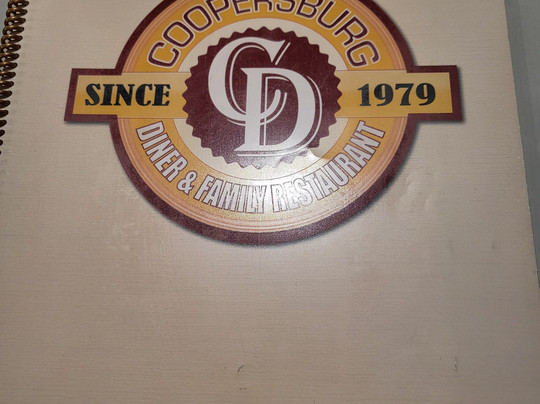 COOPERSBURG
CD
SINCE 1979
DINER & FAMILY RESTAURANT